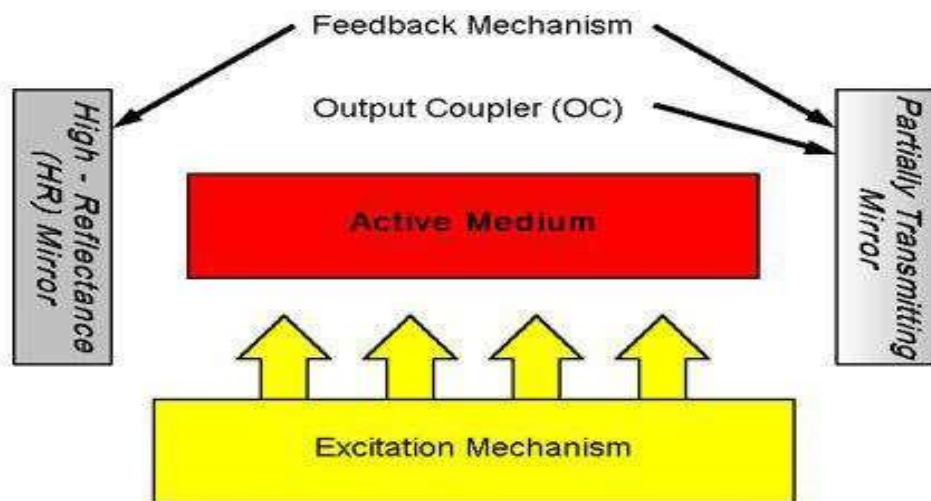 Feedback Mechanism
Output Coupler (OC)
High - Reflectance
(HR) Mirror
Active Medium
Partially Transmitting
Mirror
Excitation Mechanism